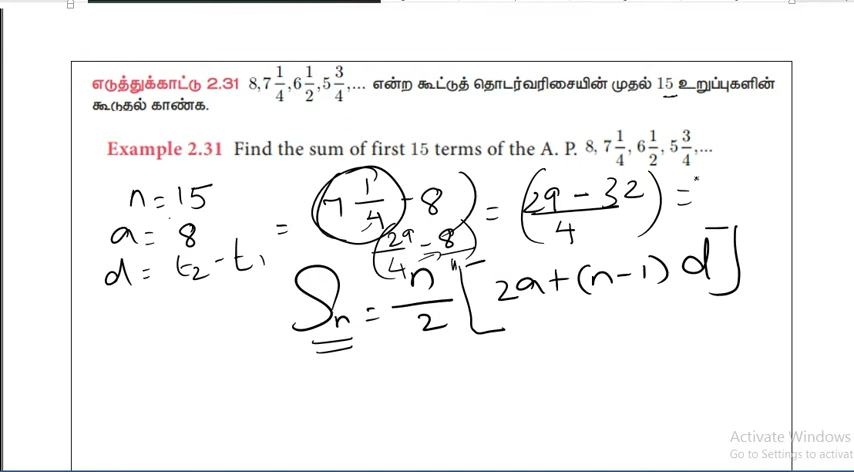 எடுத்துக்காட்டு 2.31 8, 7 1/4, 6 1/2, 5 3/4, ... என்ற கூட்டுத் தொடர்வரிசையின் முதல் 15 உறுப்புகளின்
கூடுதல் காண்க.
Example 2.31 Find the sum of first 15 terms of the A. P. 8, 7 1/4, 6 1/2, 5 3/4, ...
n = 15
a = 8
d = t2 - t1
= (7 1/4 - 8) = (29 - 32 / 4) =
(29/4 - 8)
Sn = n/2 [2a + (n-1) d]
Activate Windows
Go to Settings to activat